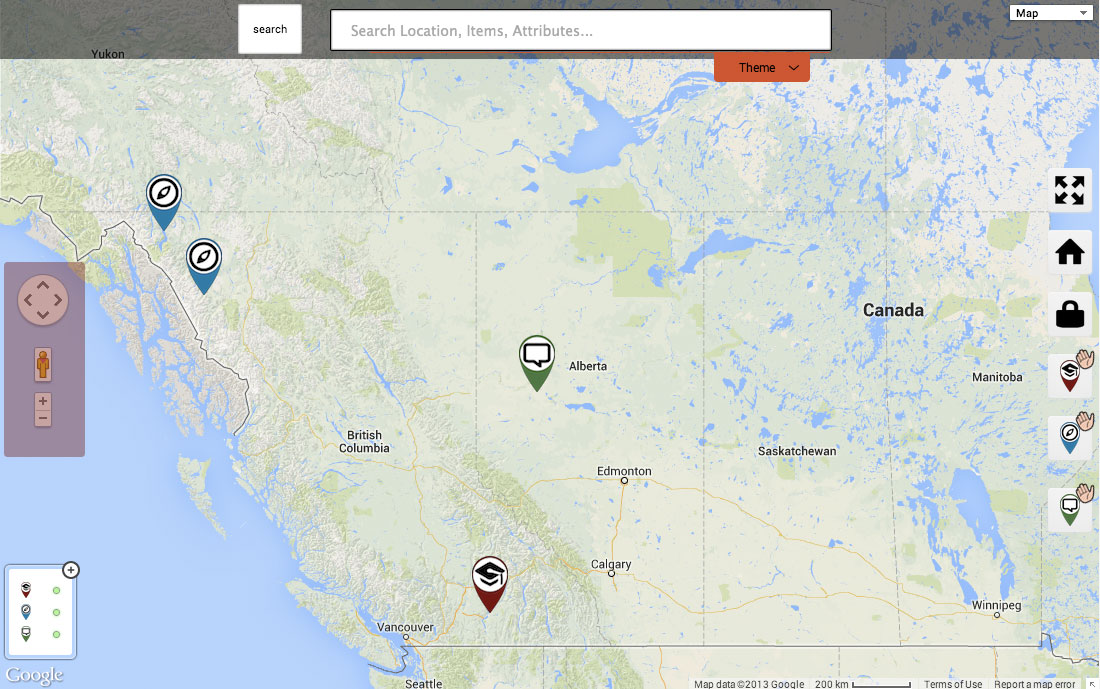 search
Search Location, Items, Attributes...
Map
Yukon
Theme
Canada
Alberta
Manitoba
British
Columbia
Saskatchewan
Edmonton
Calgary
Winnipeg
Vancouver
Seattle
Google
Map data ©2013 Google
200 km
Terms of Use
Report a map error